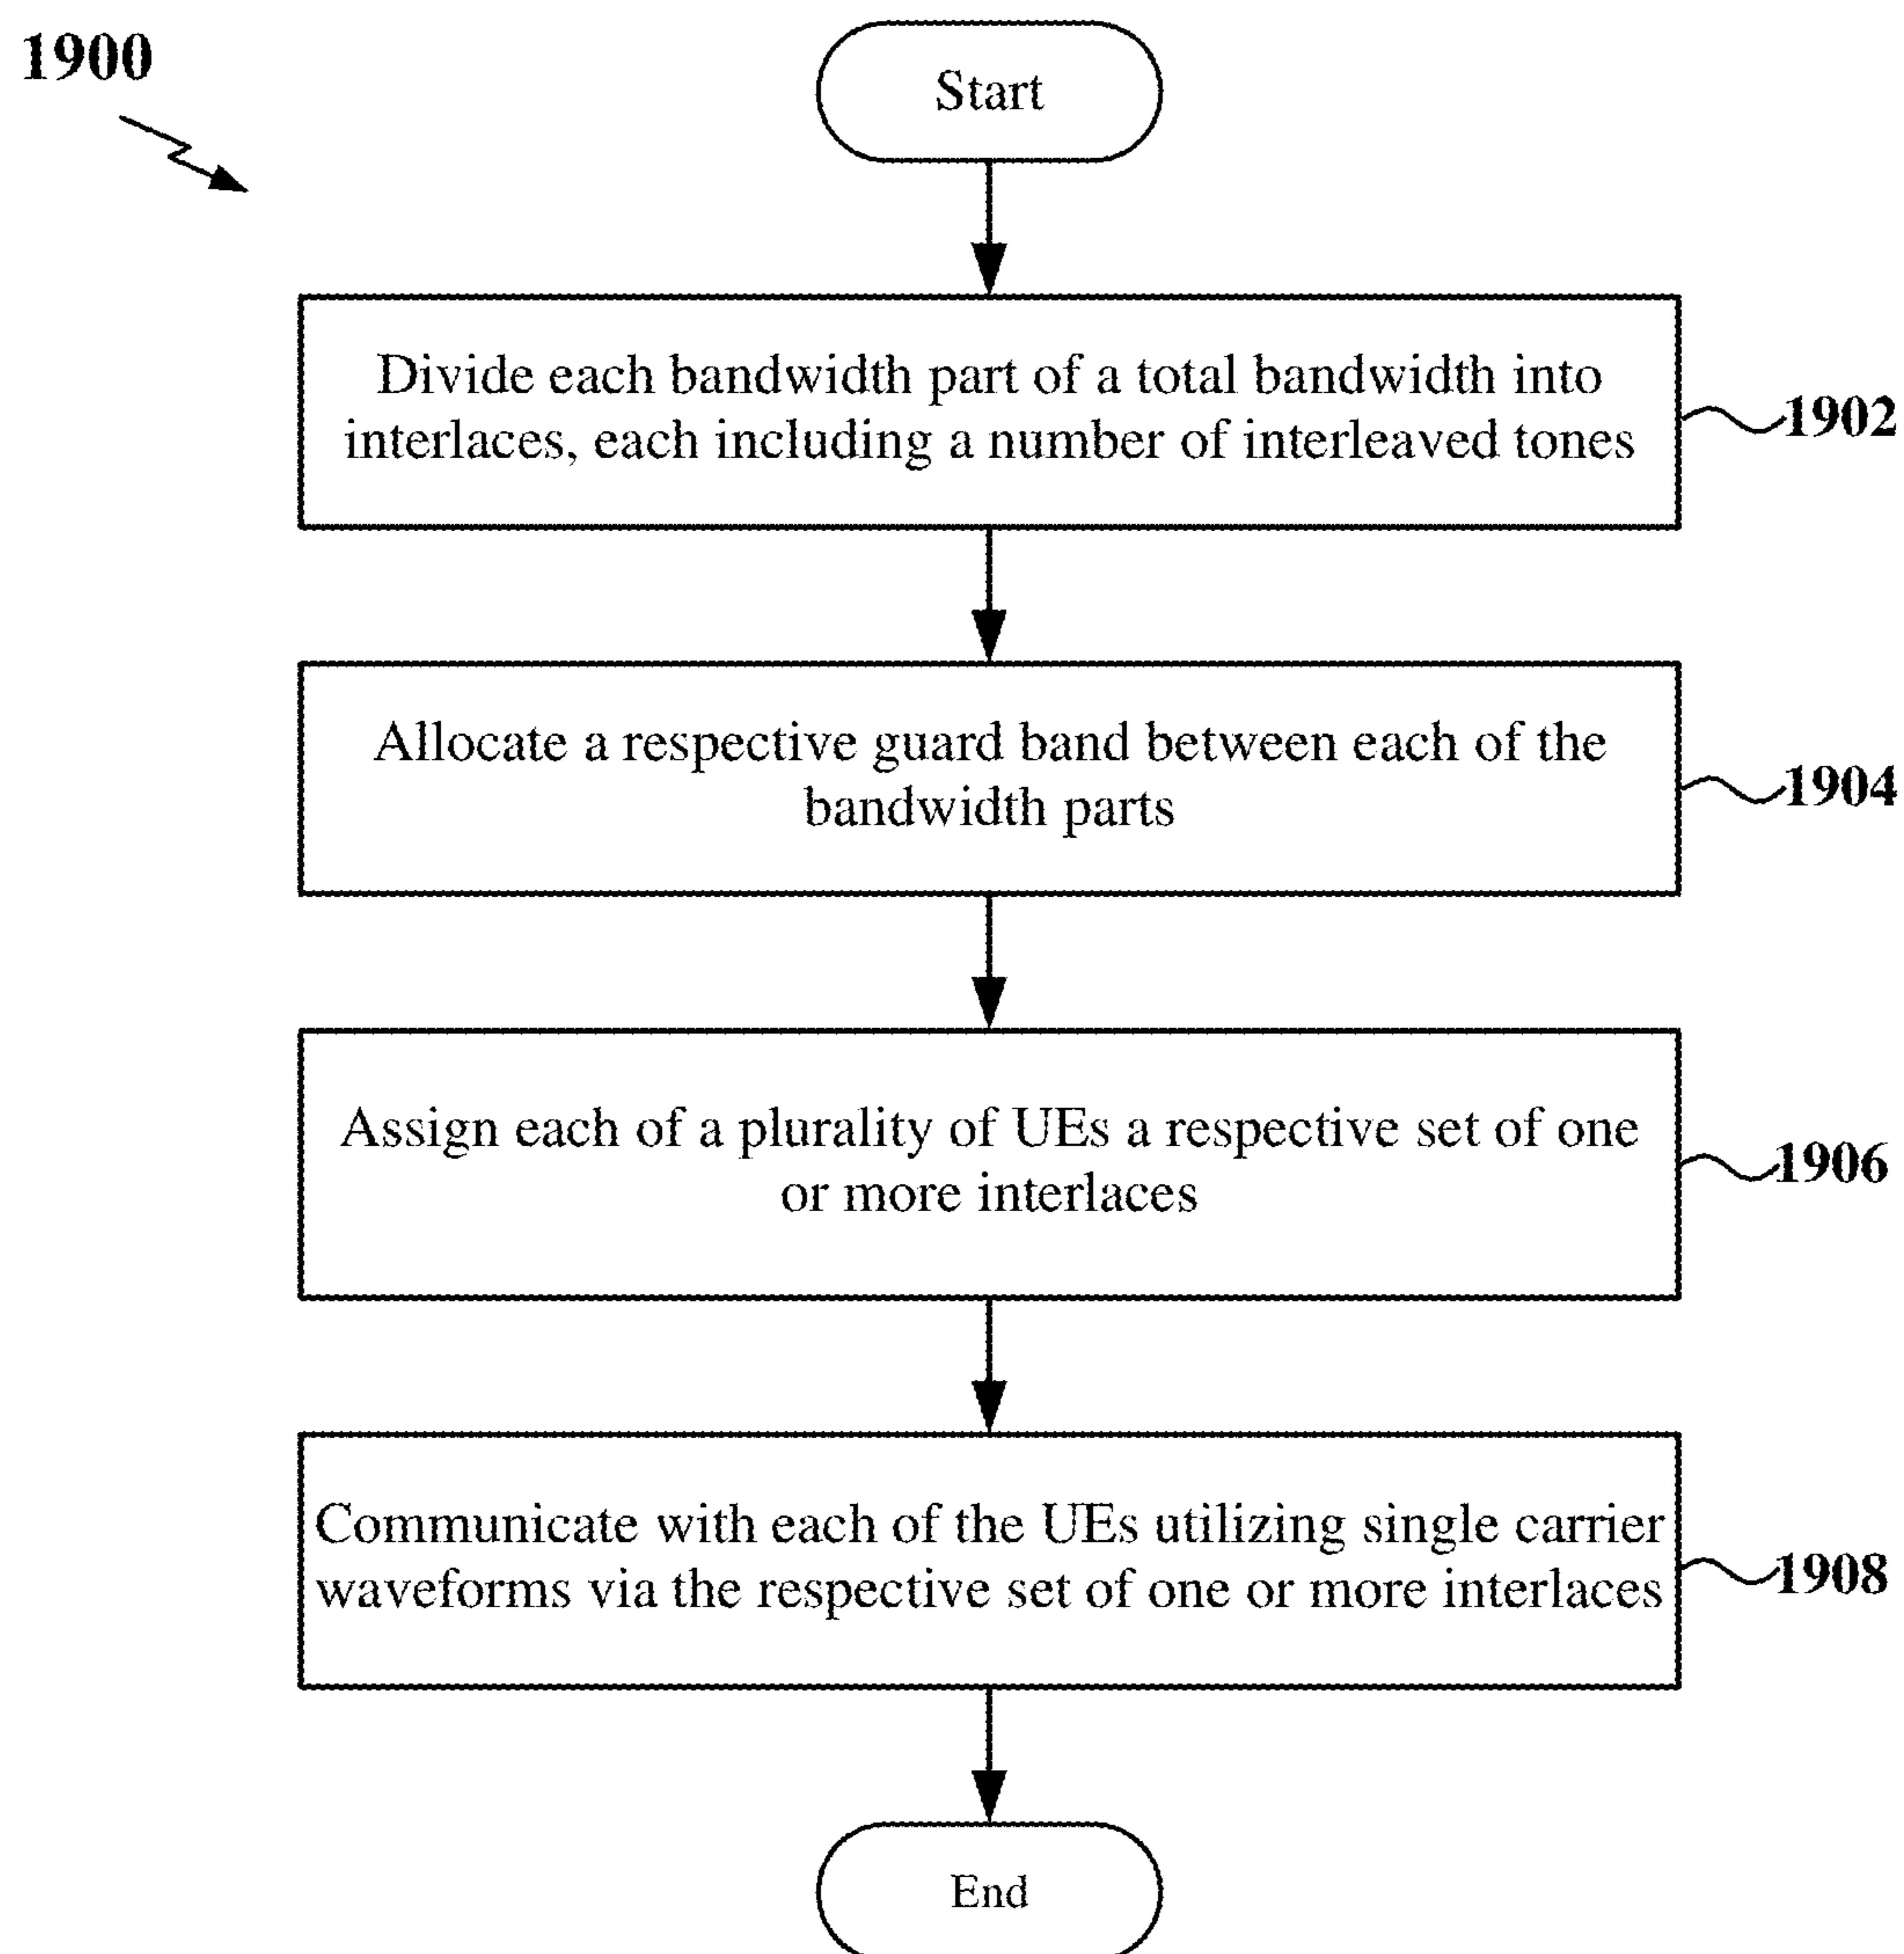 1900
Start
Divide each bandwidth part of a total bandwidth into
interlaces, each including a number of interleaved tones
1902
Allocate a respective guard band between each of the
bandwidth parts
1904
Assign each of a plurality of UEs a respective set of one
or more interlaces
1906
Communicate with each of the UEs utilizing single carrier
waveforms via the respective set of one or more interlaces
1908
End